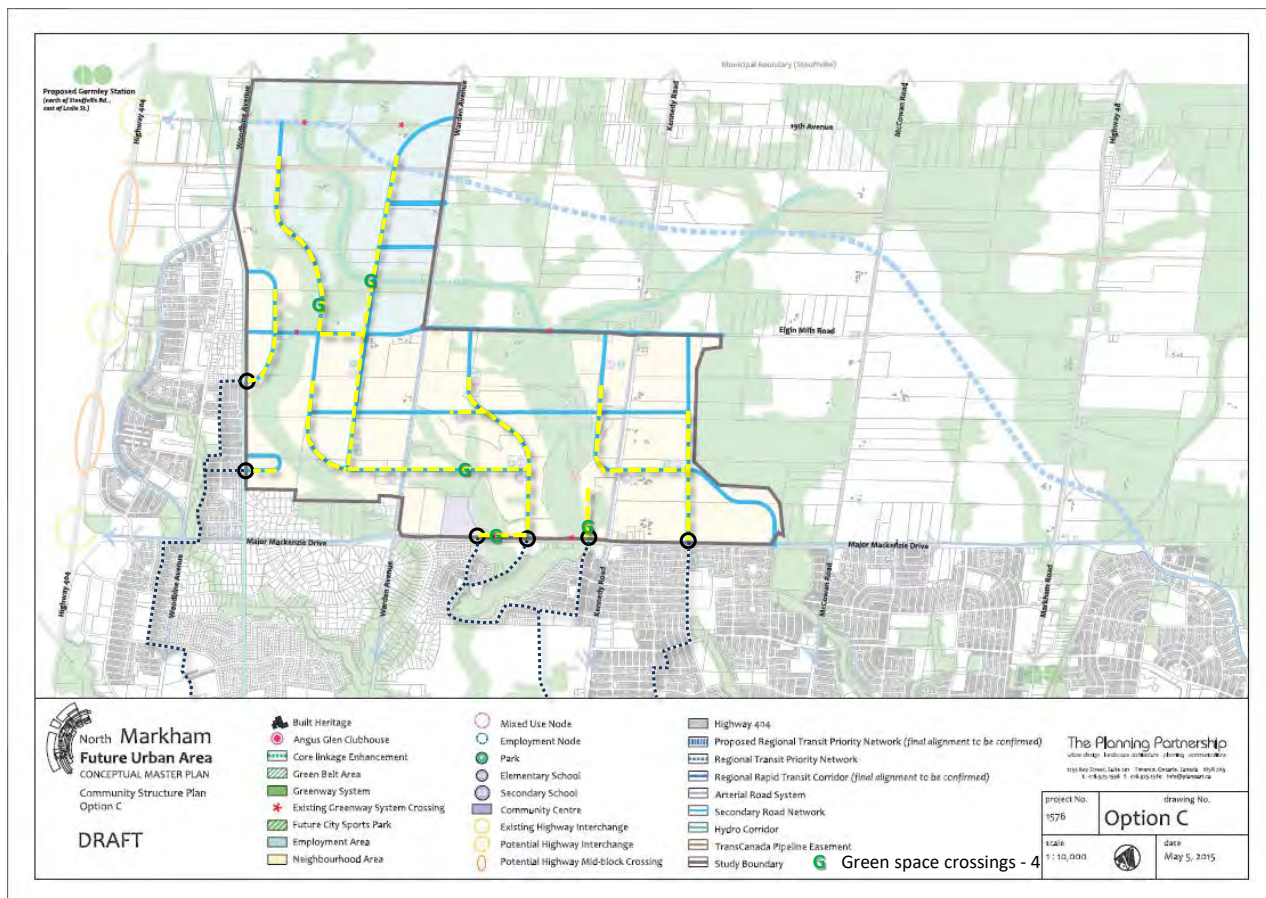 Municipal Boundary (Stouffville)
Proposed Gormley Station
(north of Stouffville Rd.,
east of Leslie St.)
Highway 404
Woodbine Avenue
Warden Avenue
Kennedy Road
McCowan Road
Highway 48
19th Avenue
G
G
Elgin Mills Road
G
G
G
Major Mackenzie Drive
Major Mackenzie Drive
Highway 404
Woodbine Avenue
Warden Avenue
Kennedy Road
McCowan Road
Markham Road
North Markham
Future Urban Area
CONCEPTUAL MASTER PLAN
Community Structure Plan
Option C
DRAFT
Built Heritage
Angus Glen Clubhouse
Core linkage Enhancement
Green Belt Area
Greenway System
Existing Greenway System Crossing
Future City Sports Park
Employment Area
Neighbourhood Area
Mixed Use Node
Employment Node
Park
Elementary School
Secondary School
Community Centre
Existing Highway Interchange
Potential Highway Interchange
Potential Highway Mid-block Crossing
Highway 404
Proposed Regional Transit Priority Network (final alignment to be confirmed)
Regional Transit Priority Network
Regional Rapid Transit Corridor (final alignment to be confirmed)
Arterial Road System
Secondary Road Network
Hydro Corridor
TransCanada Pipeline Easement
Study Boundary
G Green space crossings - 4
The Planning Partnership
urban design landscape architecture planning communications
project No.
1576
drawing No.
Option C
scale
1:10,000
date
May 5, 2015